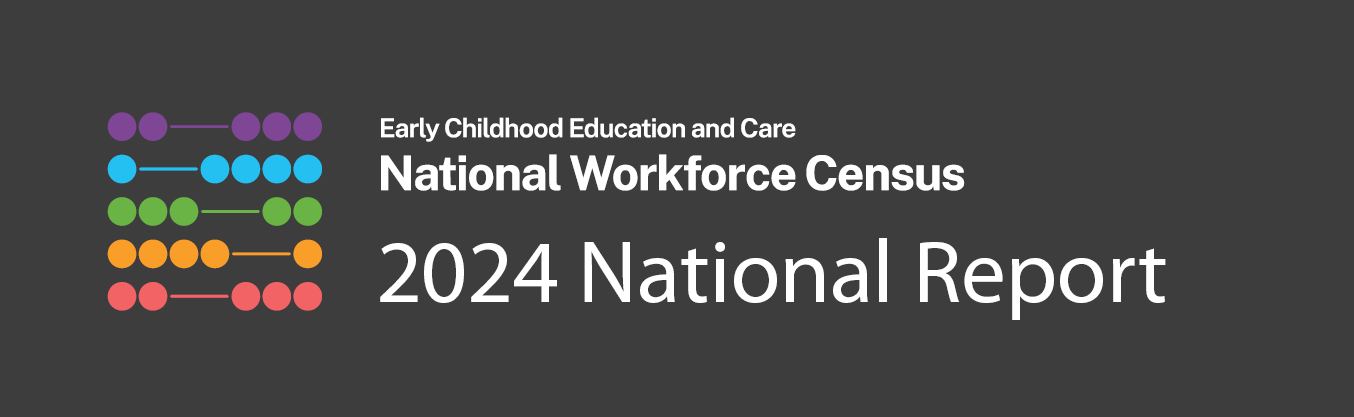 Early Childhood Education and Care
National Workforce Census
2024 National Report